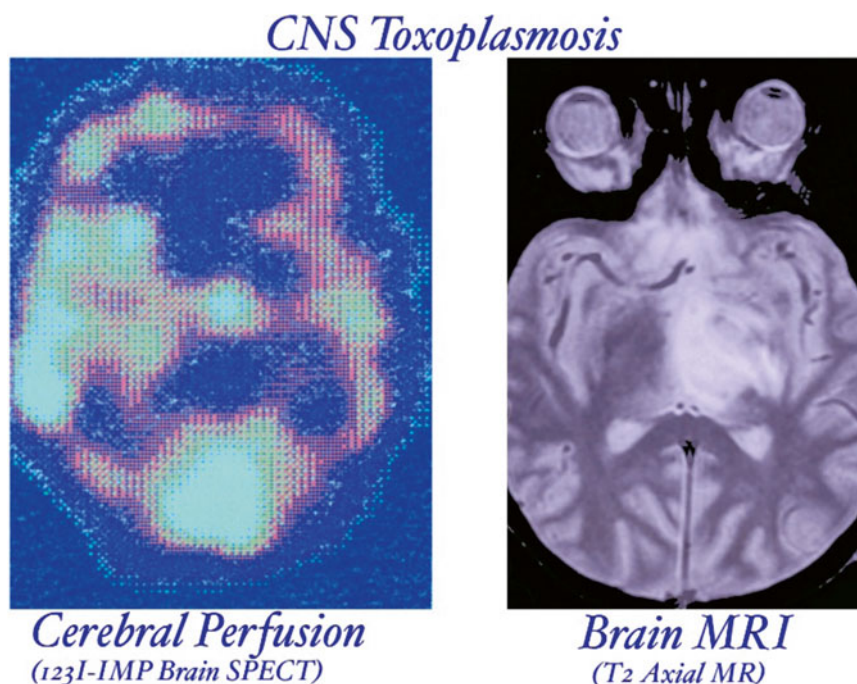 CNS Toxoplasmosis
Cerebral Perfusion
(123I-IMP Brain SPECT)
Brain MRI
(T2 Axial MR)